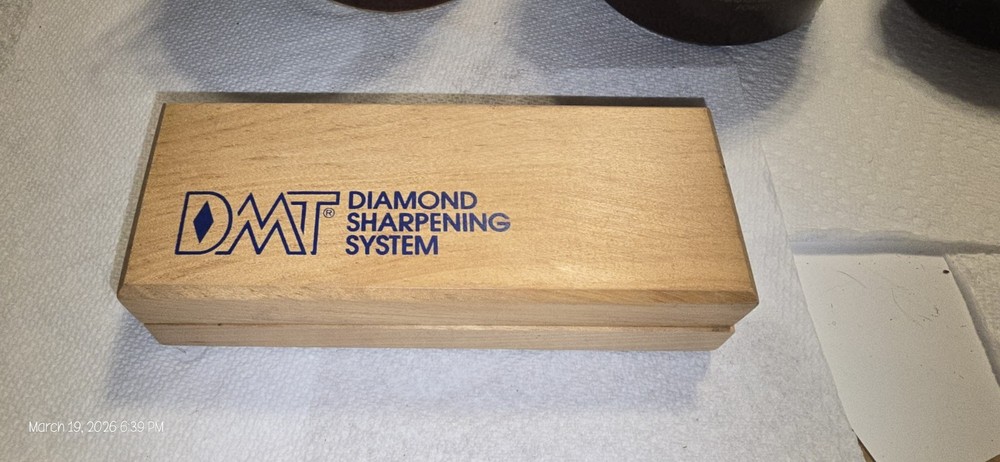 DMT® DIAMOND
SHARPENING
SYSTEM
March 19, 2026 6:39 PM